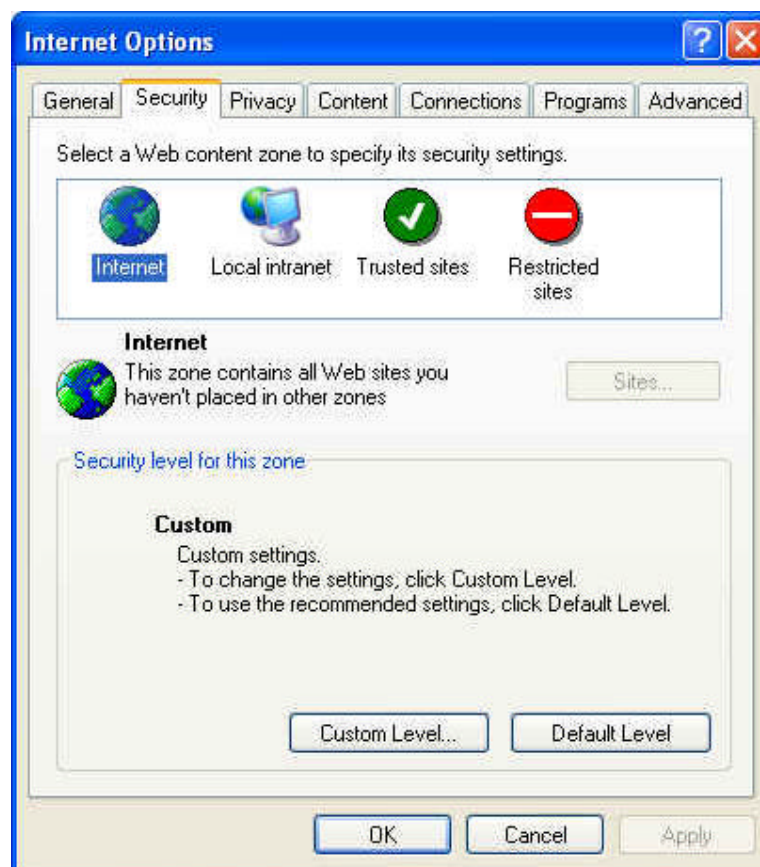 Internet Options
General Security Privacy Content Connections Programs Advanced
Select a Web content zone to specify its security settings.
Internet Local intranet Trusted sites Restricted
sites
Internet
This zone contains all Web sites you
haven't placed in other zones
Sites...
Security level for this zone
Custom
Custom settings.
- To change the settings, click Custom Level.
- To use the recommended settings, click Default Level.
Custom Level... Default Level
OK Cancel Apply